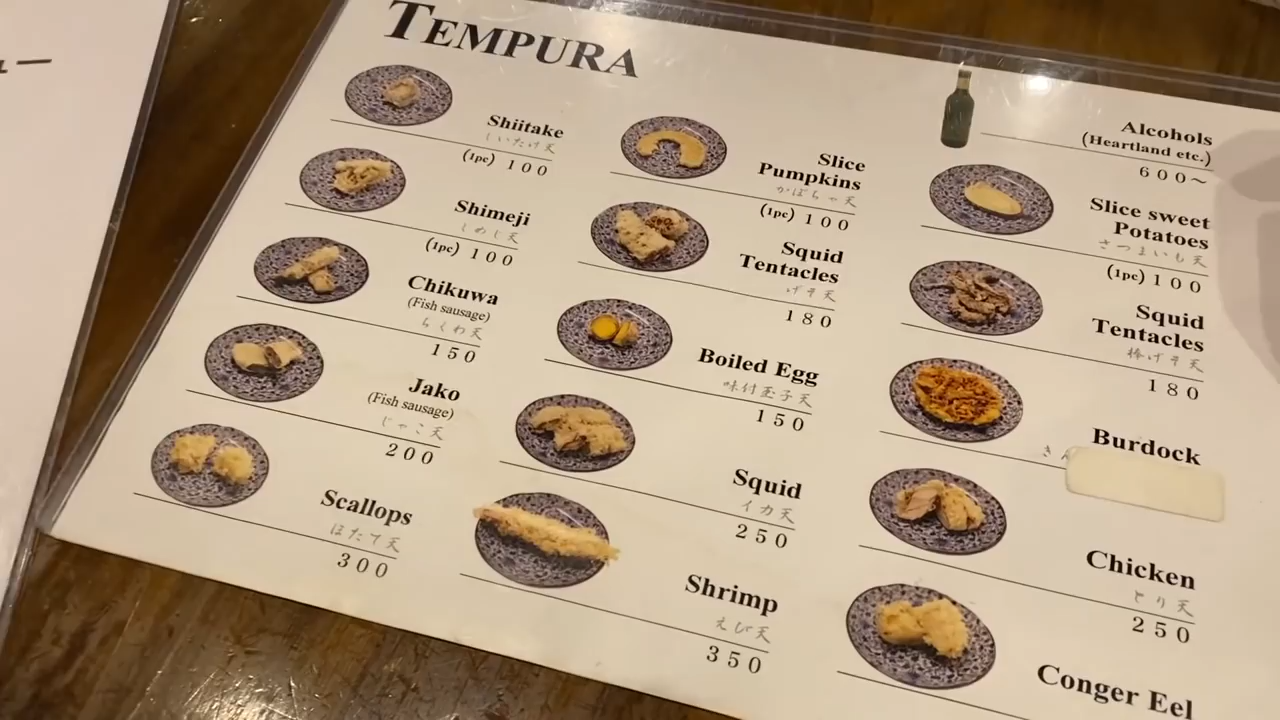 ュー
TEMPURA
Shiitake
しいたけ天
(1pc) 100
Shimeji
しめじ天
(1pc) 100
Chikuwa
(Fish sausage)
ちくわ天
150
Jako
(Fish sausage)
じゃこ天
200
Scallops
ほたて天
300
Slice
Pumpkins
かぼちゃ天
(1pc) 100
Squid
Tentacles
げそ天
180
Boiled Egg
味付玉子天
150
Squid
イカ天
250
Shrimp
えび天
350
Alcohols
(Heartland etc.)
600〜
Slice sweet
Potatoes
さつまいも天
(1pc) 100
Squid
Tentacles
棒げそ天
180
Burdock
きん
Chicken
とり天
250
Conger Eel